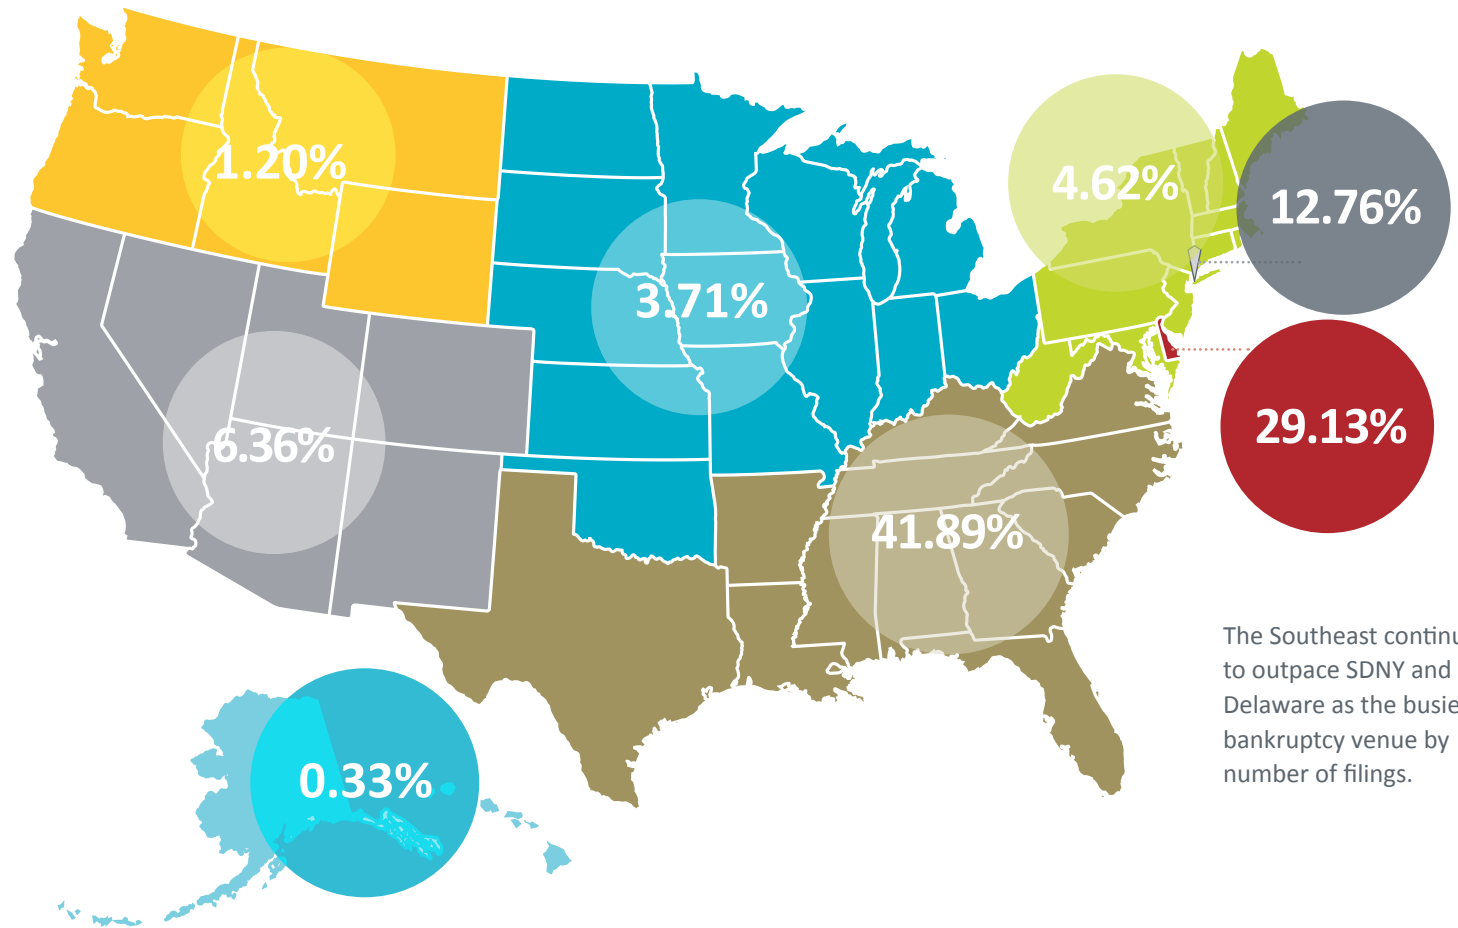 1.20%
4.62%
12.76%
3.71%
29.13%
6.36%
41.89%
The Southeast continu
to outpace SDNY and
Delaware as the busie
bankruptcy venue by
number of filings.
0.33%